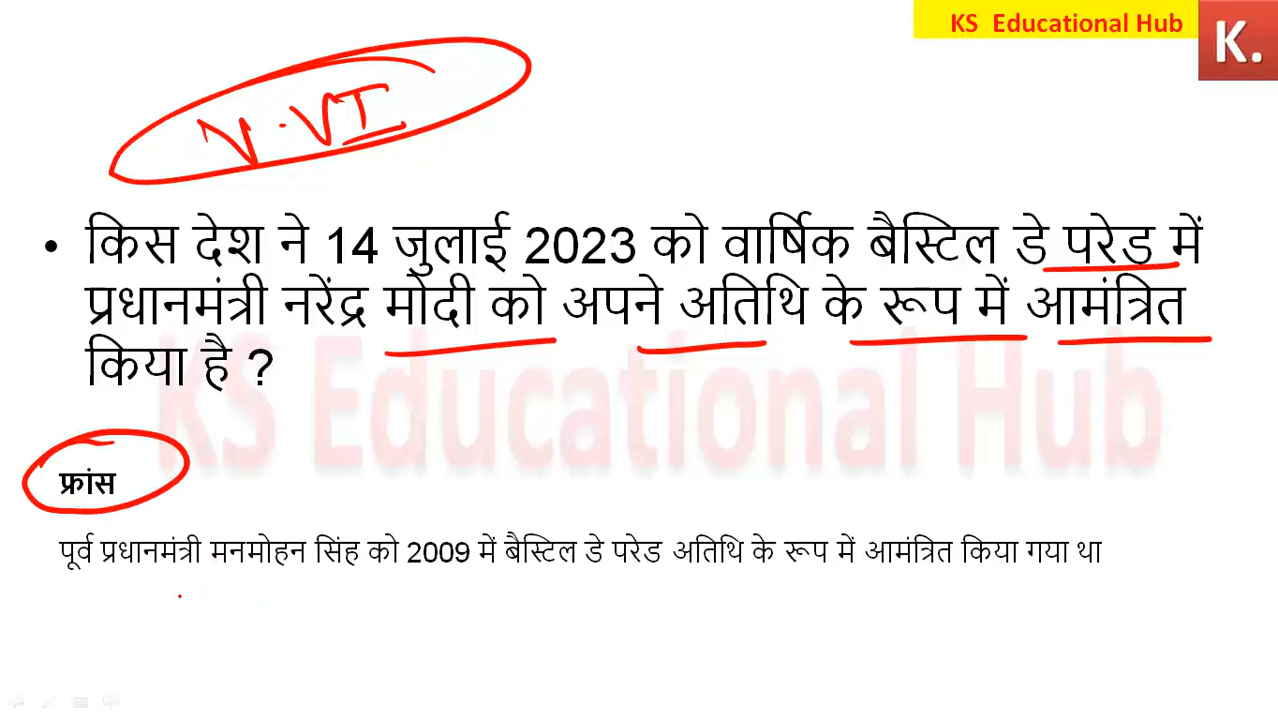 KS Educational Hub
K.
V.VI
• किस देश ने 14 जुलाई 2023 को वार्षिक बैस्टिल डे परेड में
प्रधानमंत्री नरेंद्र मोदी को अपने अतिथि के रूप में आमंत्रित
किया है ?
KS Educational Hub
फ्रांस
पूर्व प्रधानमंत्री मनमोहन सिंह को 2009 में बैस्टिल डे परेड अतिथि के रूप में आमंत्रित किया गया था